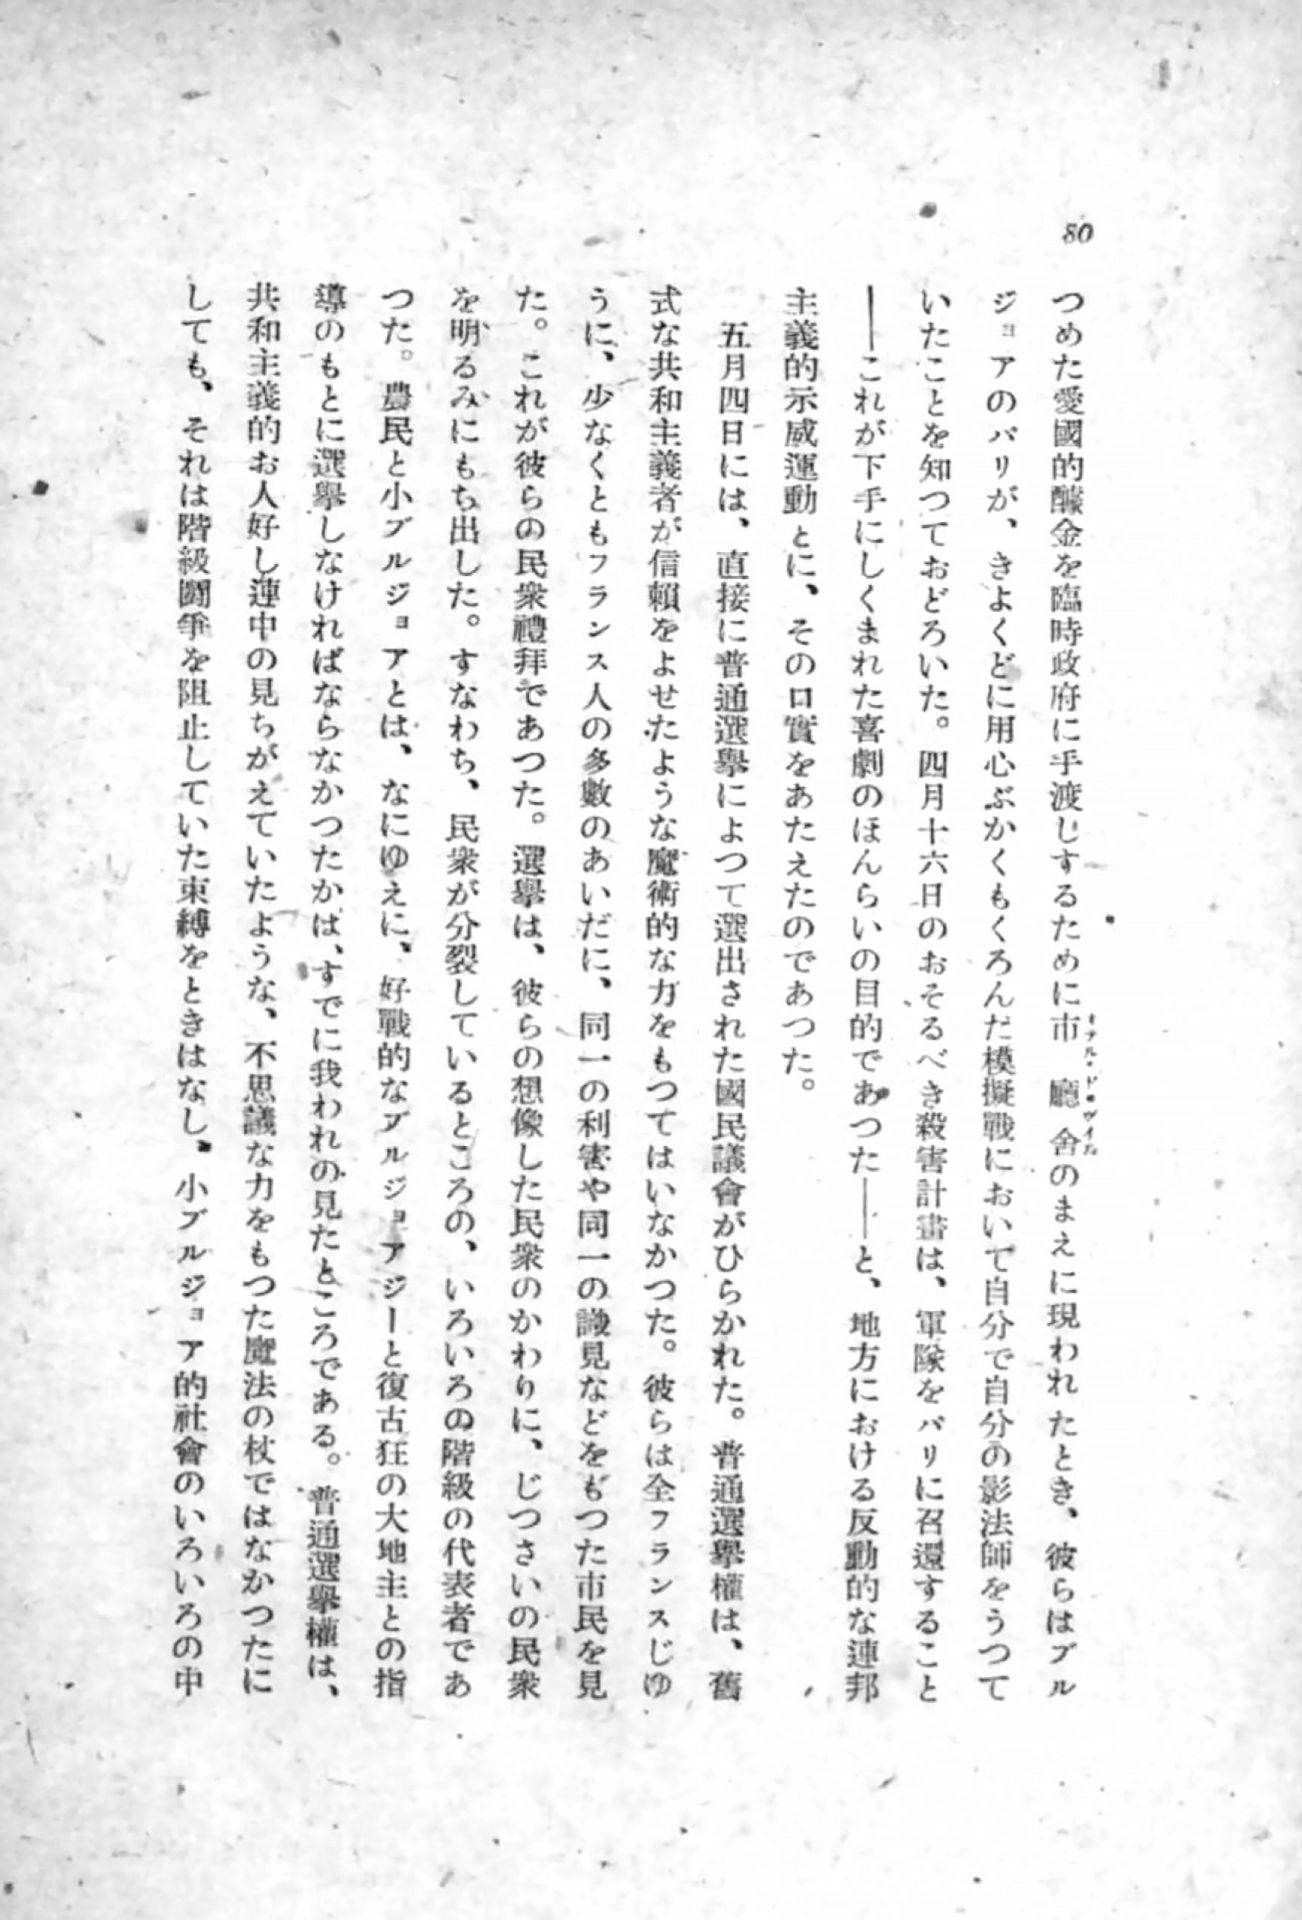 80
つめた愛國的醵金を臨時政府に手渡しするために市廳舍のまえに現われたとき、彼らはブル
ジョアのパリが、きよくどに用心ぶかくもくろんだ模擬戰において自分で自分の影法師をうつて
いたことを知つておどろいた。四月十六日のおそるべき殺害計畫は、軍隊をパリに召還すること
――これが下手にしくまれた喜劇のほんらいの目的であつた――と、地方における反動的な連邦
主義的示威運動とに、その口實をあたえたのであつた。
五月四日には、直接に普通選擧によつて選出された國民議會がひらかれた。普通選擧權は、舊
式な共和主義者が信賴をよせたような魔術的な力をもつてはいなかつた。彼らは全フランスじゆ
うに、少なくともフランス人の多數のあいだに、同一の利害や同一の識見などをもつた市民を見
た。これが彼らの民衆禮拜であつた。選擧は、彼らの想像した民衆のかわりに、じつさいの民衆
を明るみにもち出した。すなわち、民衆が分裂しているところの、いろいろの階級の代表者であ
つた。農民と小ブルジョアとは、なにゆえに、好戰的なブルジョアジーと復古狂の大地主との指
導のもとに選擧しなければならなかつたかは、すでに我われの見たところである。普通選擧權は、
共和主義的お人好し連中の見ちがえていたような、不思議な力をもつた魔法の杖ではなかつたに
しても、それは階級鬪爭を阻止していた束縛をときはなし、小ブルジョア的社會のいろいろの中